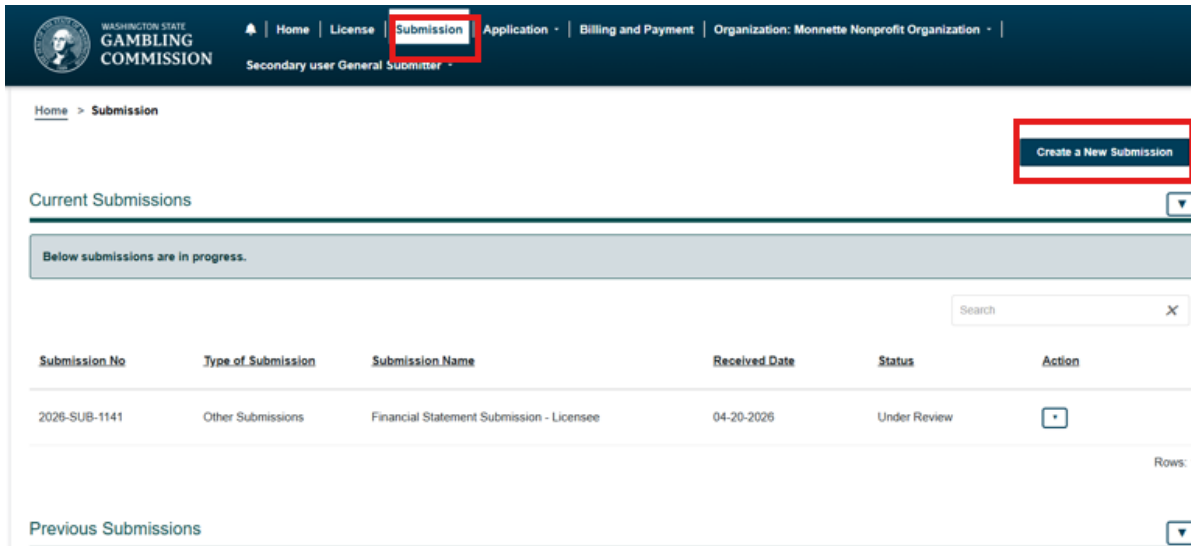 WASHINGTON STATE
GAMBLING
COMMISSION
Home | License | Submission | Application - | Billing and Payment | Organization: Monnette Nonprofit Organization - |
Secondary user General Submitter -
Home > Submission
Create a New Submission
Current Submissions
Below submissions are in progress.
Search
Submission No Type of Submission Submission Name Received Date Status Action
2026-SUB-1141 Other Submissions Financial Statement Submission - Licensee 04-20-2026 Under Review
Rows:
Previous Submissions